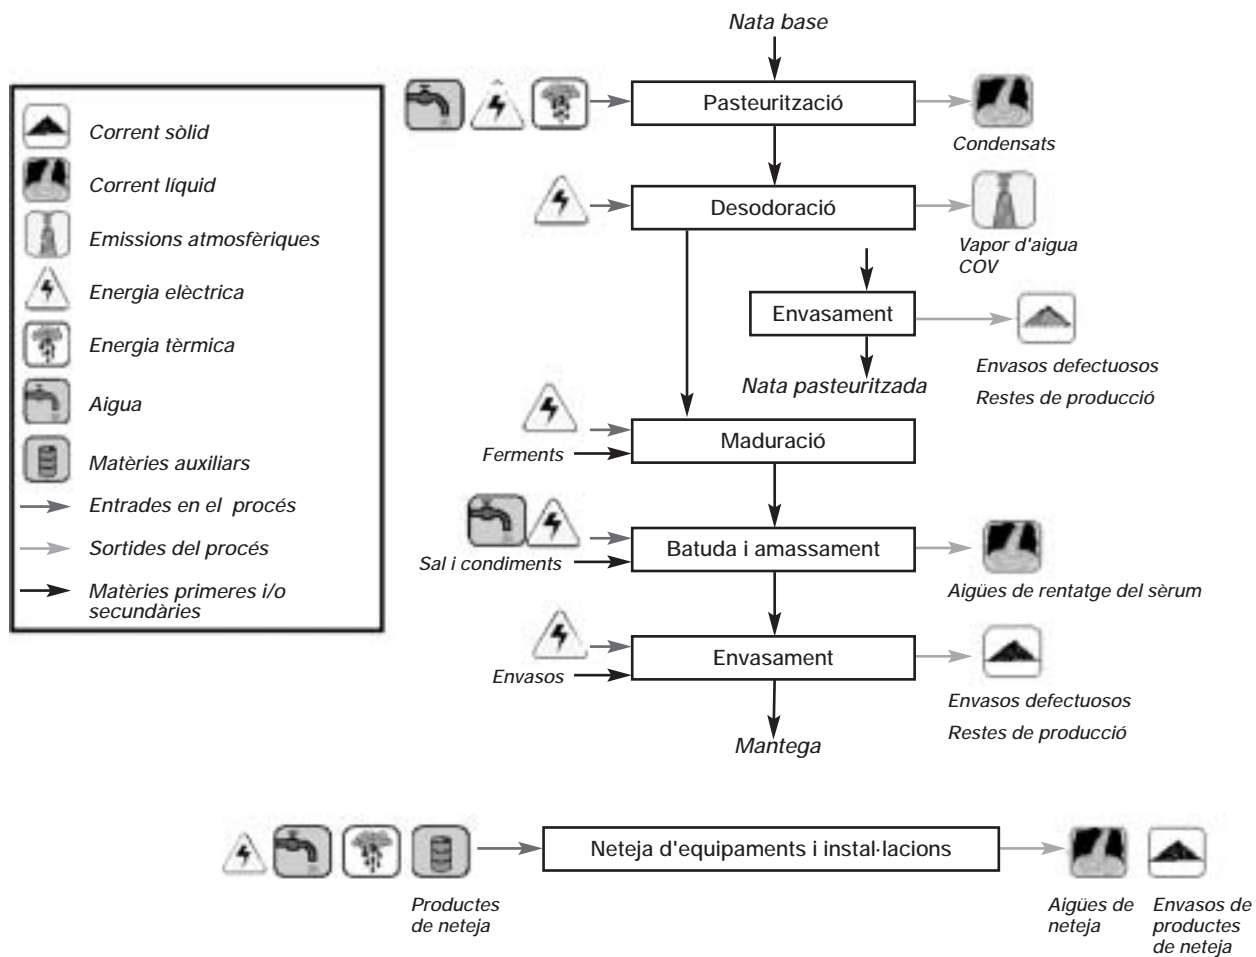 Nata base
Corrent sòlid
Corrent líquid
Emissions atmosfèriques
Energia elèctrica
Energia tèrmica
Aigua
Matèries auxiliars
Entrades en el procés
Sortides del procés
Matèries primeres i/o
secundàries
Pasteurització
Condensats
Desodoració
Vapor d'aigua
COV
Envasament
Envasos defectuosos
Restes de producció
Nata pasteuritzada
Maduració
Ferments
Batuda i amassament
Sal i condiments
Aigües de rentatge del sèrum
Envasament
Envasos
Envasos defectuosos
Restes de producció
Mantega
Neteja d'equipaments i instal·lacions
Productes
de neteja
Aigües de
neteja
Envasos de
productes
de neteja